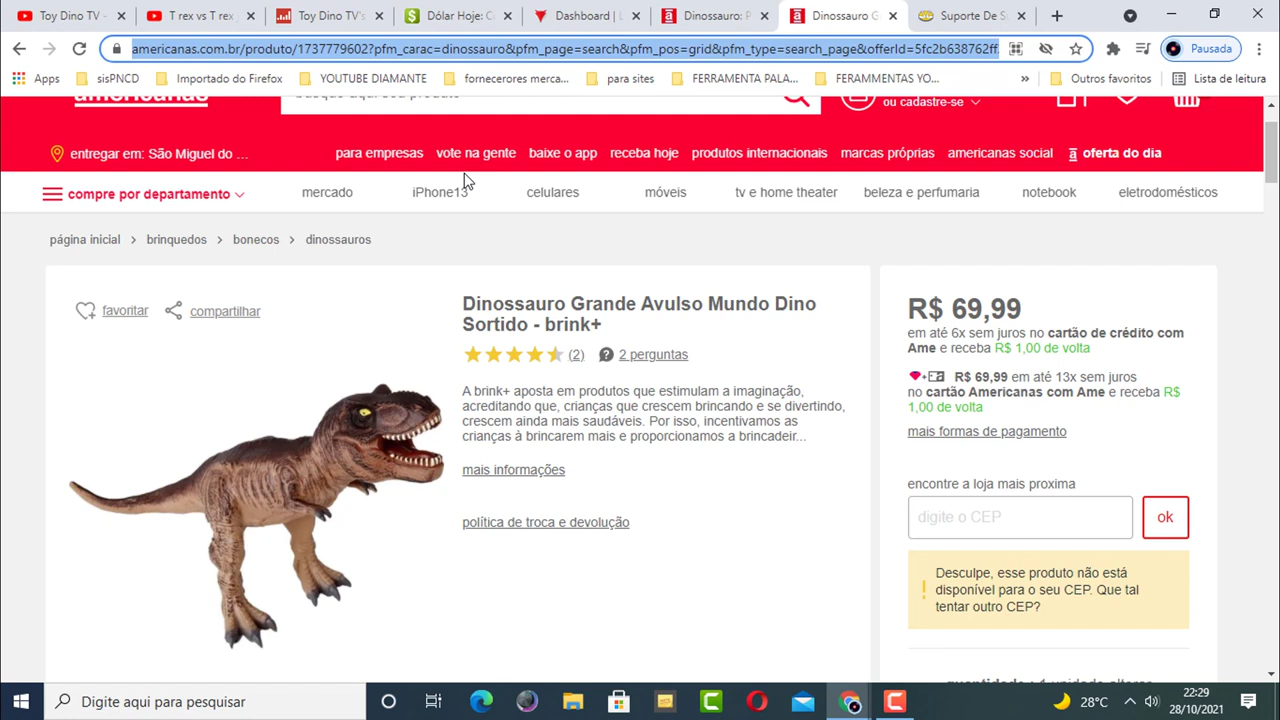 Toy Dino TV -
T rex vs T rex
Toy Dino TV's
Dólar Hoje: C
Dashboard | L
Dinossauro: P
Dinossauro G
Suporte De S
americanas.com.br/produto/1737779602?pfm_carac=dinossauro&pfm_page=search&pfm_pos=grid&pfm_type=search_page&offerId=5fc2b638762ff
Pausada
Apps
sisPNCD
Importado do Firefox
YOUTUBE DIAMANTE
fornecerores merca...
para sites
FERRAMENTA PALA...
FERAMMENTAS YO...
»
Outros favoritos
Lista de leitura
americanas
busque aqui seu produto
ou cadastre-se
entregar em: São Miguel do ...
para empresas
vote na gente
baixe o app
receba hoje
produtos internacionais
marcas próprias
americanas social
oferta do dia
compre por departamento
mercado
iPhone13
celulares
móveis
tv e home theater
beleza e perfumaria
notebook
eletrodomésticos
página inicial > brinquedos > bonecos > dinossauros
favoritar
compartilhar
Dinossauro Grande Avulso Mundo Dino
Sortido - brink+
(2)
2 perguntas
A brink+ aposta em produtos que estimulam a imaginação,
acreditando que, crianças que crescem brincando e se divertindo,
crescem ainda mais saudáveis. Por isso, incentivamos as
crianças à brincarem mais e proporcionamos a brincadeir...
mais informações
política de troca e devolução
R$ 69,99
em até 6x sem juros no cartão de crédito com
Ame e receba R$ 1,00 de volta
R$ 69,99 em até 13x sem juros
no cartão Americanas com Ame e receba R$
1,00 de volta
mais formas de pagamento
encontre a loja mais proxima
digite o CEP
ok
Desculpe, esse produto não está
disponível para o seu CEP. Que tal
tentar outro CEP?
Digite aqui para pesquisar
28°C
22:29
28/10/2021